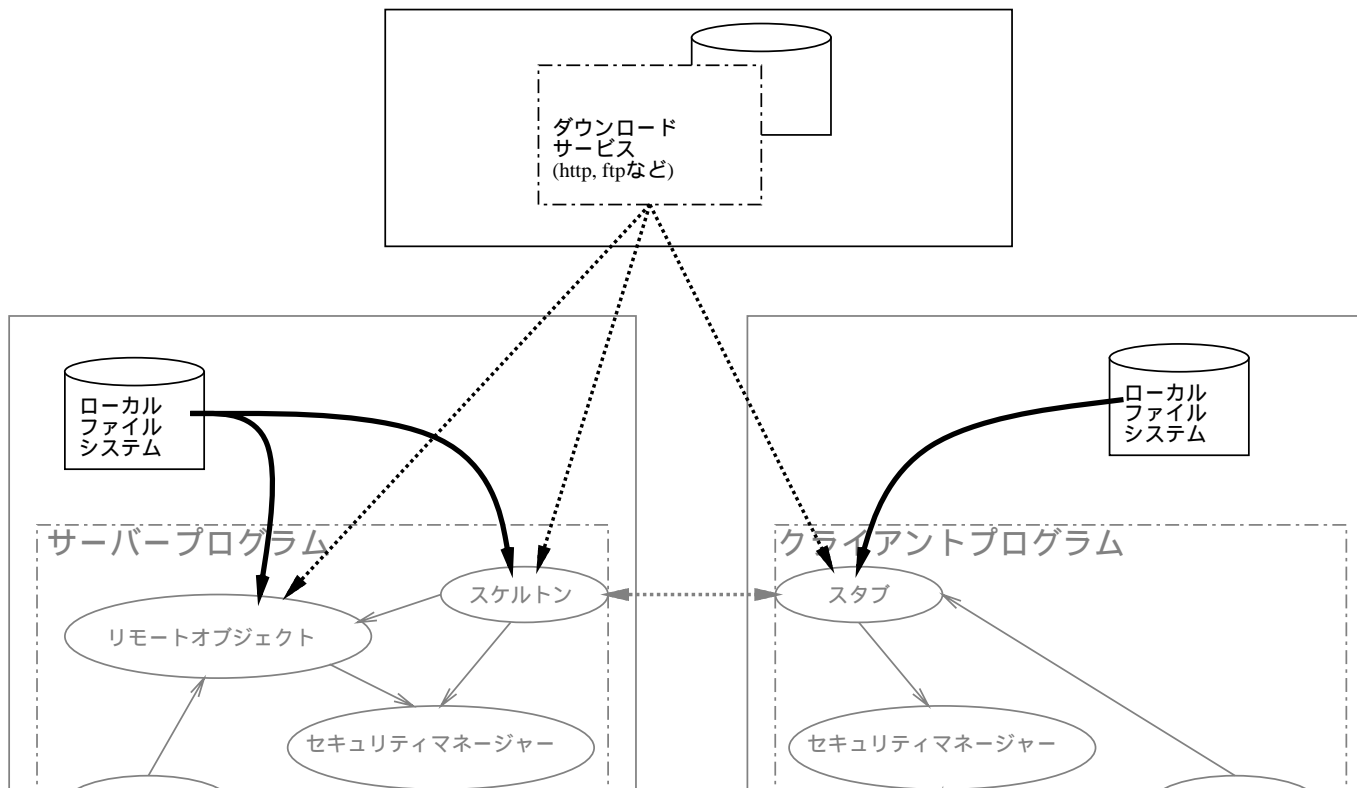 ダウンロード
サービス
(http, ftpなど)
ローカル
ファイル
システム
ローカル
ファイル
システム
サーバープログラム
クライアントプログラム
スケルトン
スタブ
リモートオブジェクト
セキュリティマネージャー
セキュリティマネージャー